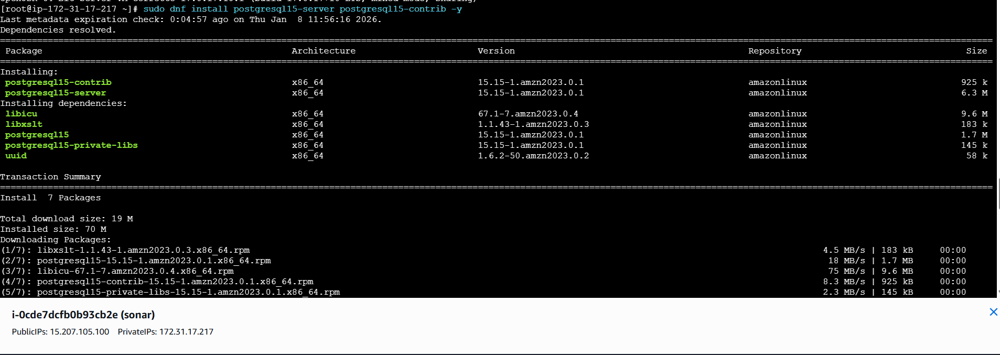 [root@ip-172-31-17-217 ~]# sudo dnf install postgresql15-server postgresql15-contrib -y
Last metadata expiration check: 0:04:57 ago on Thu Jan  8 11:56:16 2026.
Dependencies resolved.
Package Architecture Version Repository Size
Installing:
postgresql15-contrib x86_64 15.15-1.amzn2023.0.1 amazonlinux 925 k
postgresql15-server x86_64 15.15-1.amzn2023.0.1 amazonlinux 6.3 M
Installing dependencies:
libicu x86_64 67.1-7.amzn2023.0.4 amazonlinux 9.6 M
libxslt x86_64 1.1.43-1.amzn2023.0.3 amazonlinux 183 k
postgresql15 x86_64 15.15-1.amzn2023.0.1 amazonlinux 1.7 M
postgresql15-private-libs x86_64 15.15-1.amzn2023.0.1 amazonlinux 145 k
uuid x86_64 1.6.2-50.amzn2023.0.2 amazonlinux 58 k
Transaction Summary
Install  7 Packages
Total download size: 19 M
Installed size: 70 M
Downloading Packages:
(1/7): libxslt-1.1.43-1.amzn2023.0.3.x86_64.rpm 4.5 MB/s | 183 kB 00:00
(2/7): postgresql15-15.15-1.amzn2023.0.1.x86_64.rpm 18 MB/s | 1.7 MB 00:00
(3/7): libicu-67.1-7.amzn2023.0.4.x86_64.rpm 75 MB/s | 9.6 MB 00:00
(4/7): postgresql15-contrib-15.15-1.amzn2023.0.1.x86_64.rpm 8.3 MB/s | 925 kB 00:00
(5/7): postgresql15-private-libs-15.15-1.amzn2023.0.1.x86_64.rpm 2.3 MB/s | 145 kB 00:00
i-0cde7dcfb0b93cb2e (sonar)
PublicIPs: 15.207.105.100 PrivateIPs: 172.31.17.217